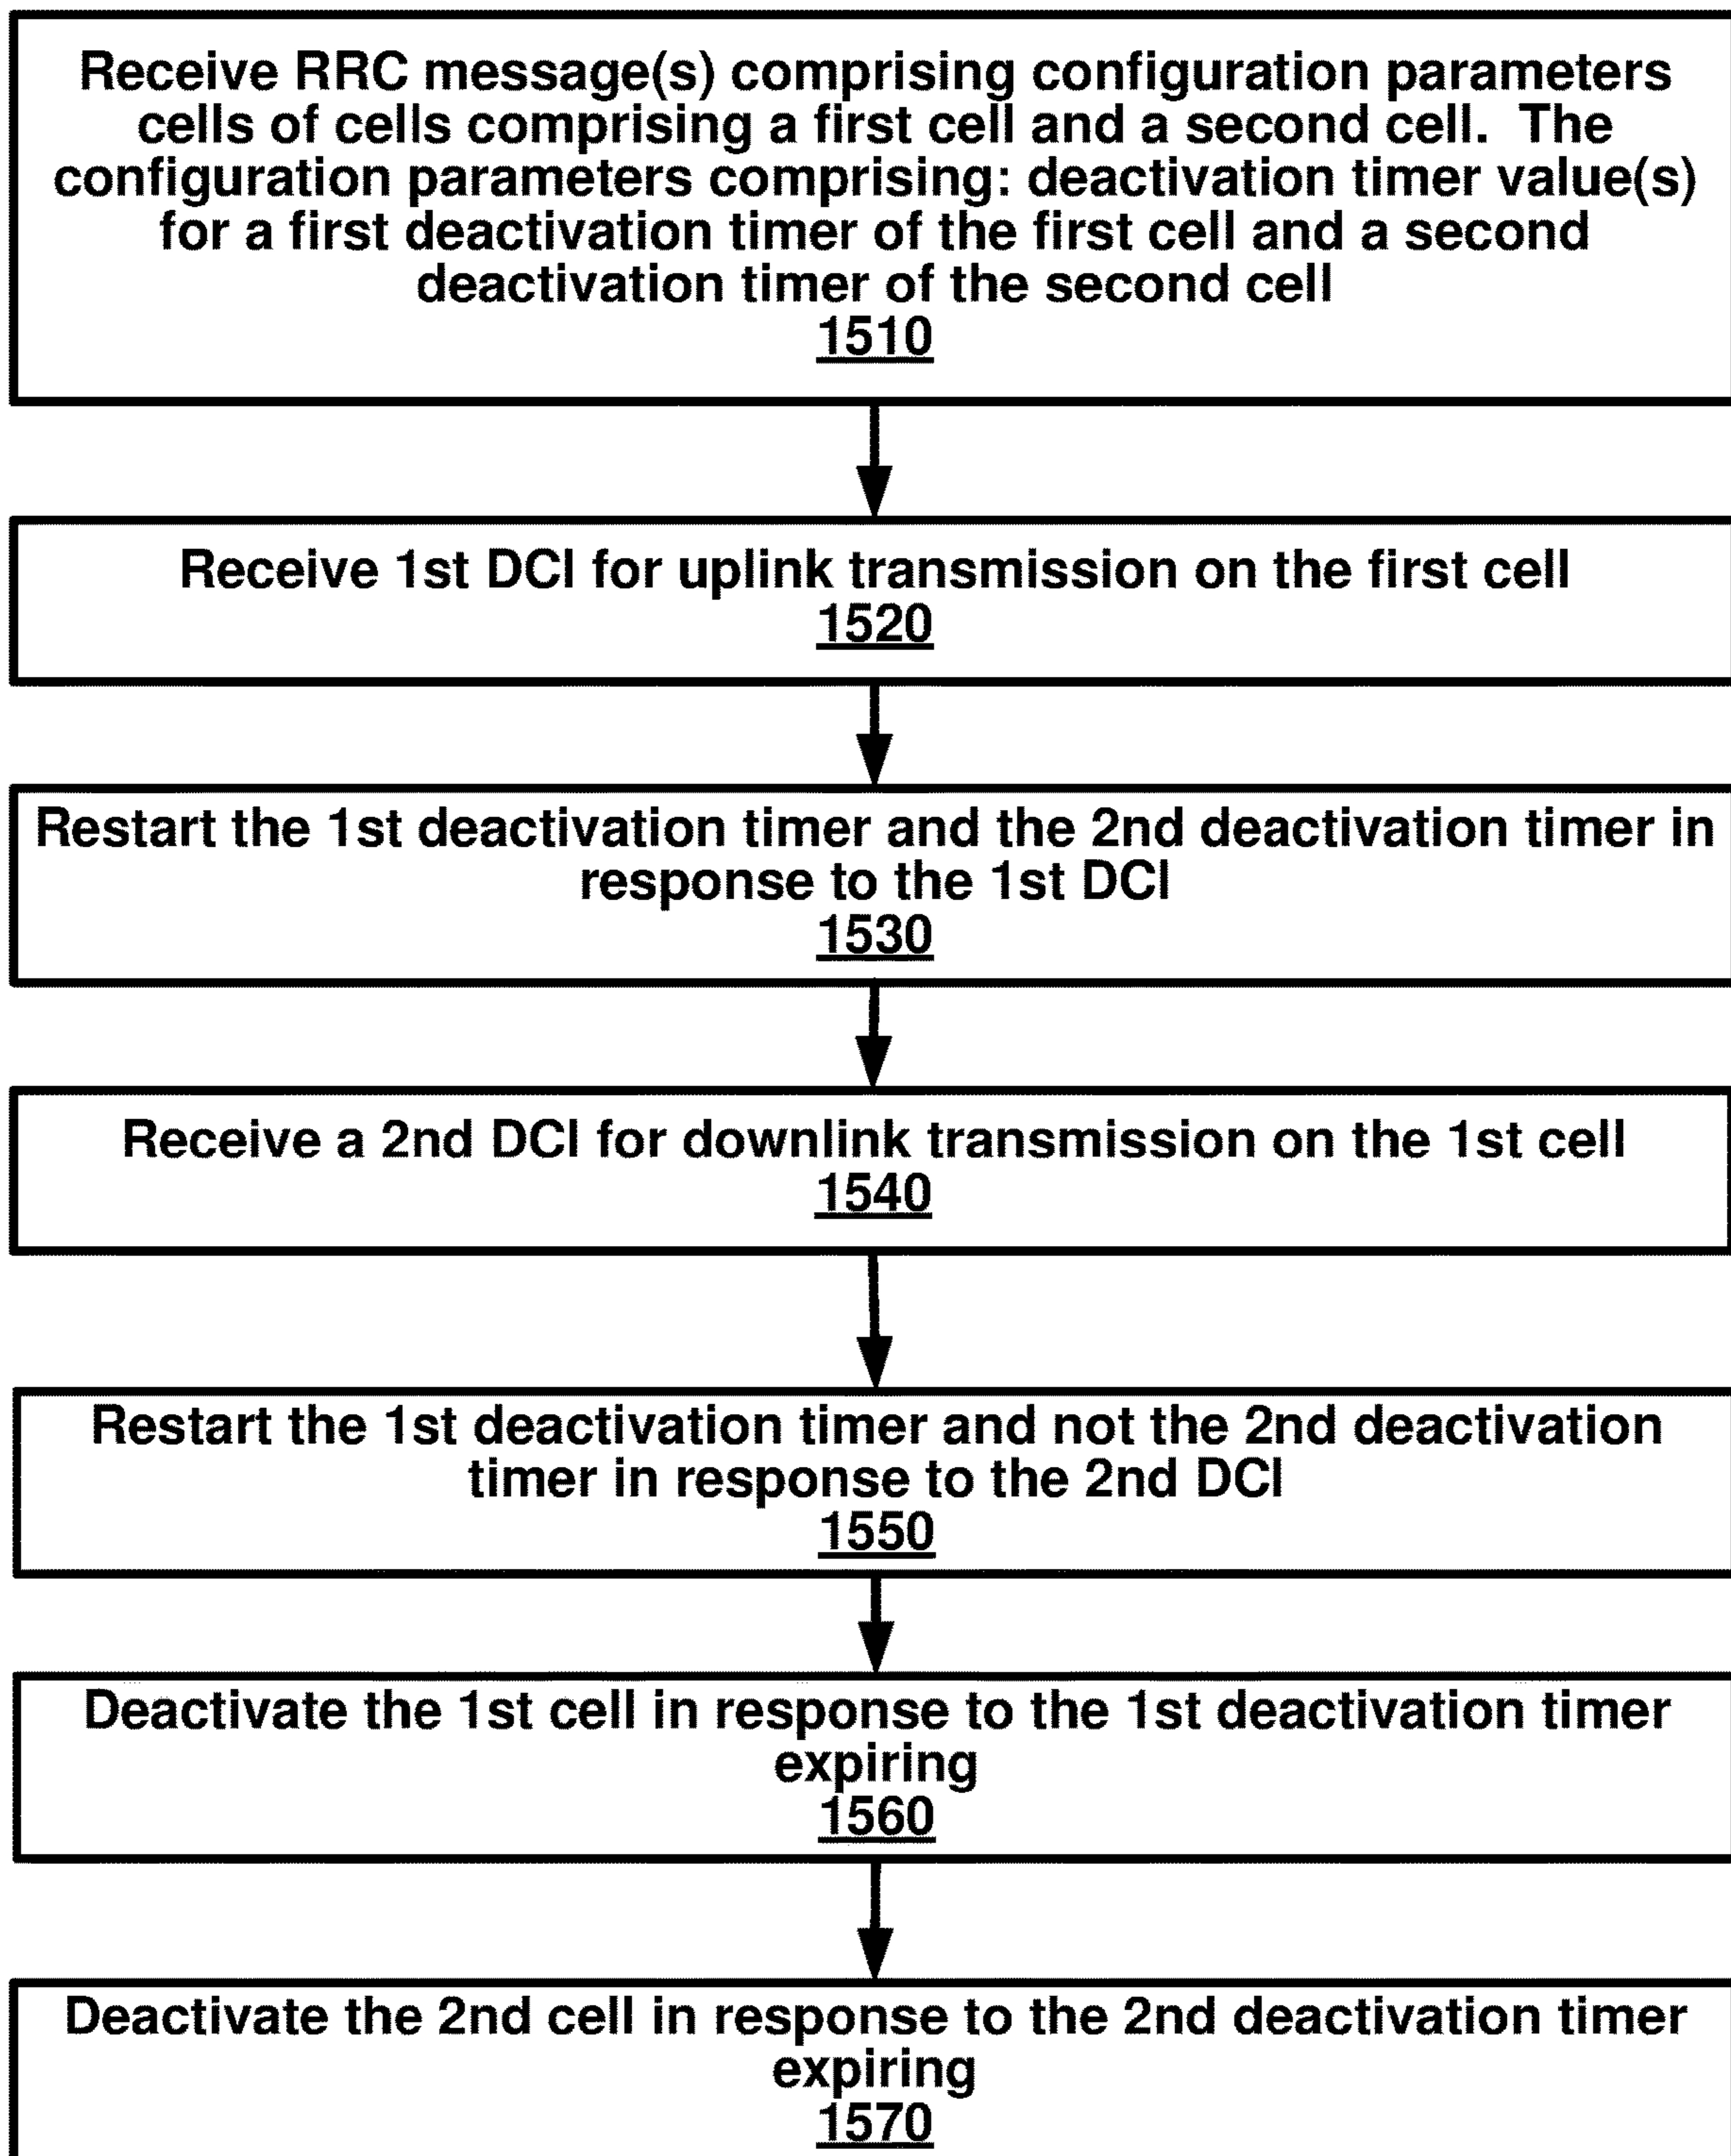 Receive RRC message(s) comprising configuration parameters
cells of cells comprising a first cell and a second cell. The
configuration parameters comprising: deactivation timer value(s)
for a first deactivation timer of the first cell and a second
deactivation timer of the second cell
1510
Receive 1st DCI for uplink transmission on the first cell
1520
Restart the 1st deactivation timer and the 2nd deactivation timer in
response to the 1st DCI
1530
Receive a 2nd DCI for downlink transmission on the 1st cell
1540
Restart the 1st deactivation timer and not the 2nd deactivation
timer in response to the 2nd DCI
1550
Deactivate the 1st cell in response to the 1st deactivation timer
expiring
1560
Deactivate the 2nd cell in response to the 2nd deactivation timer
expiring
1570